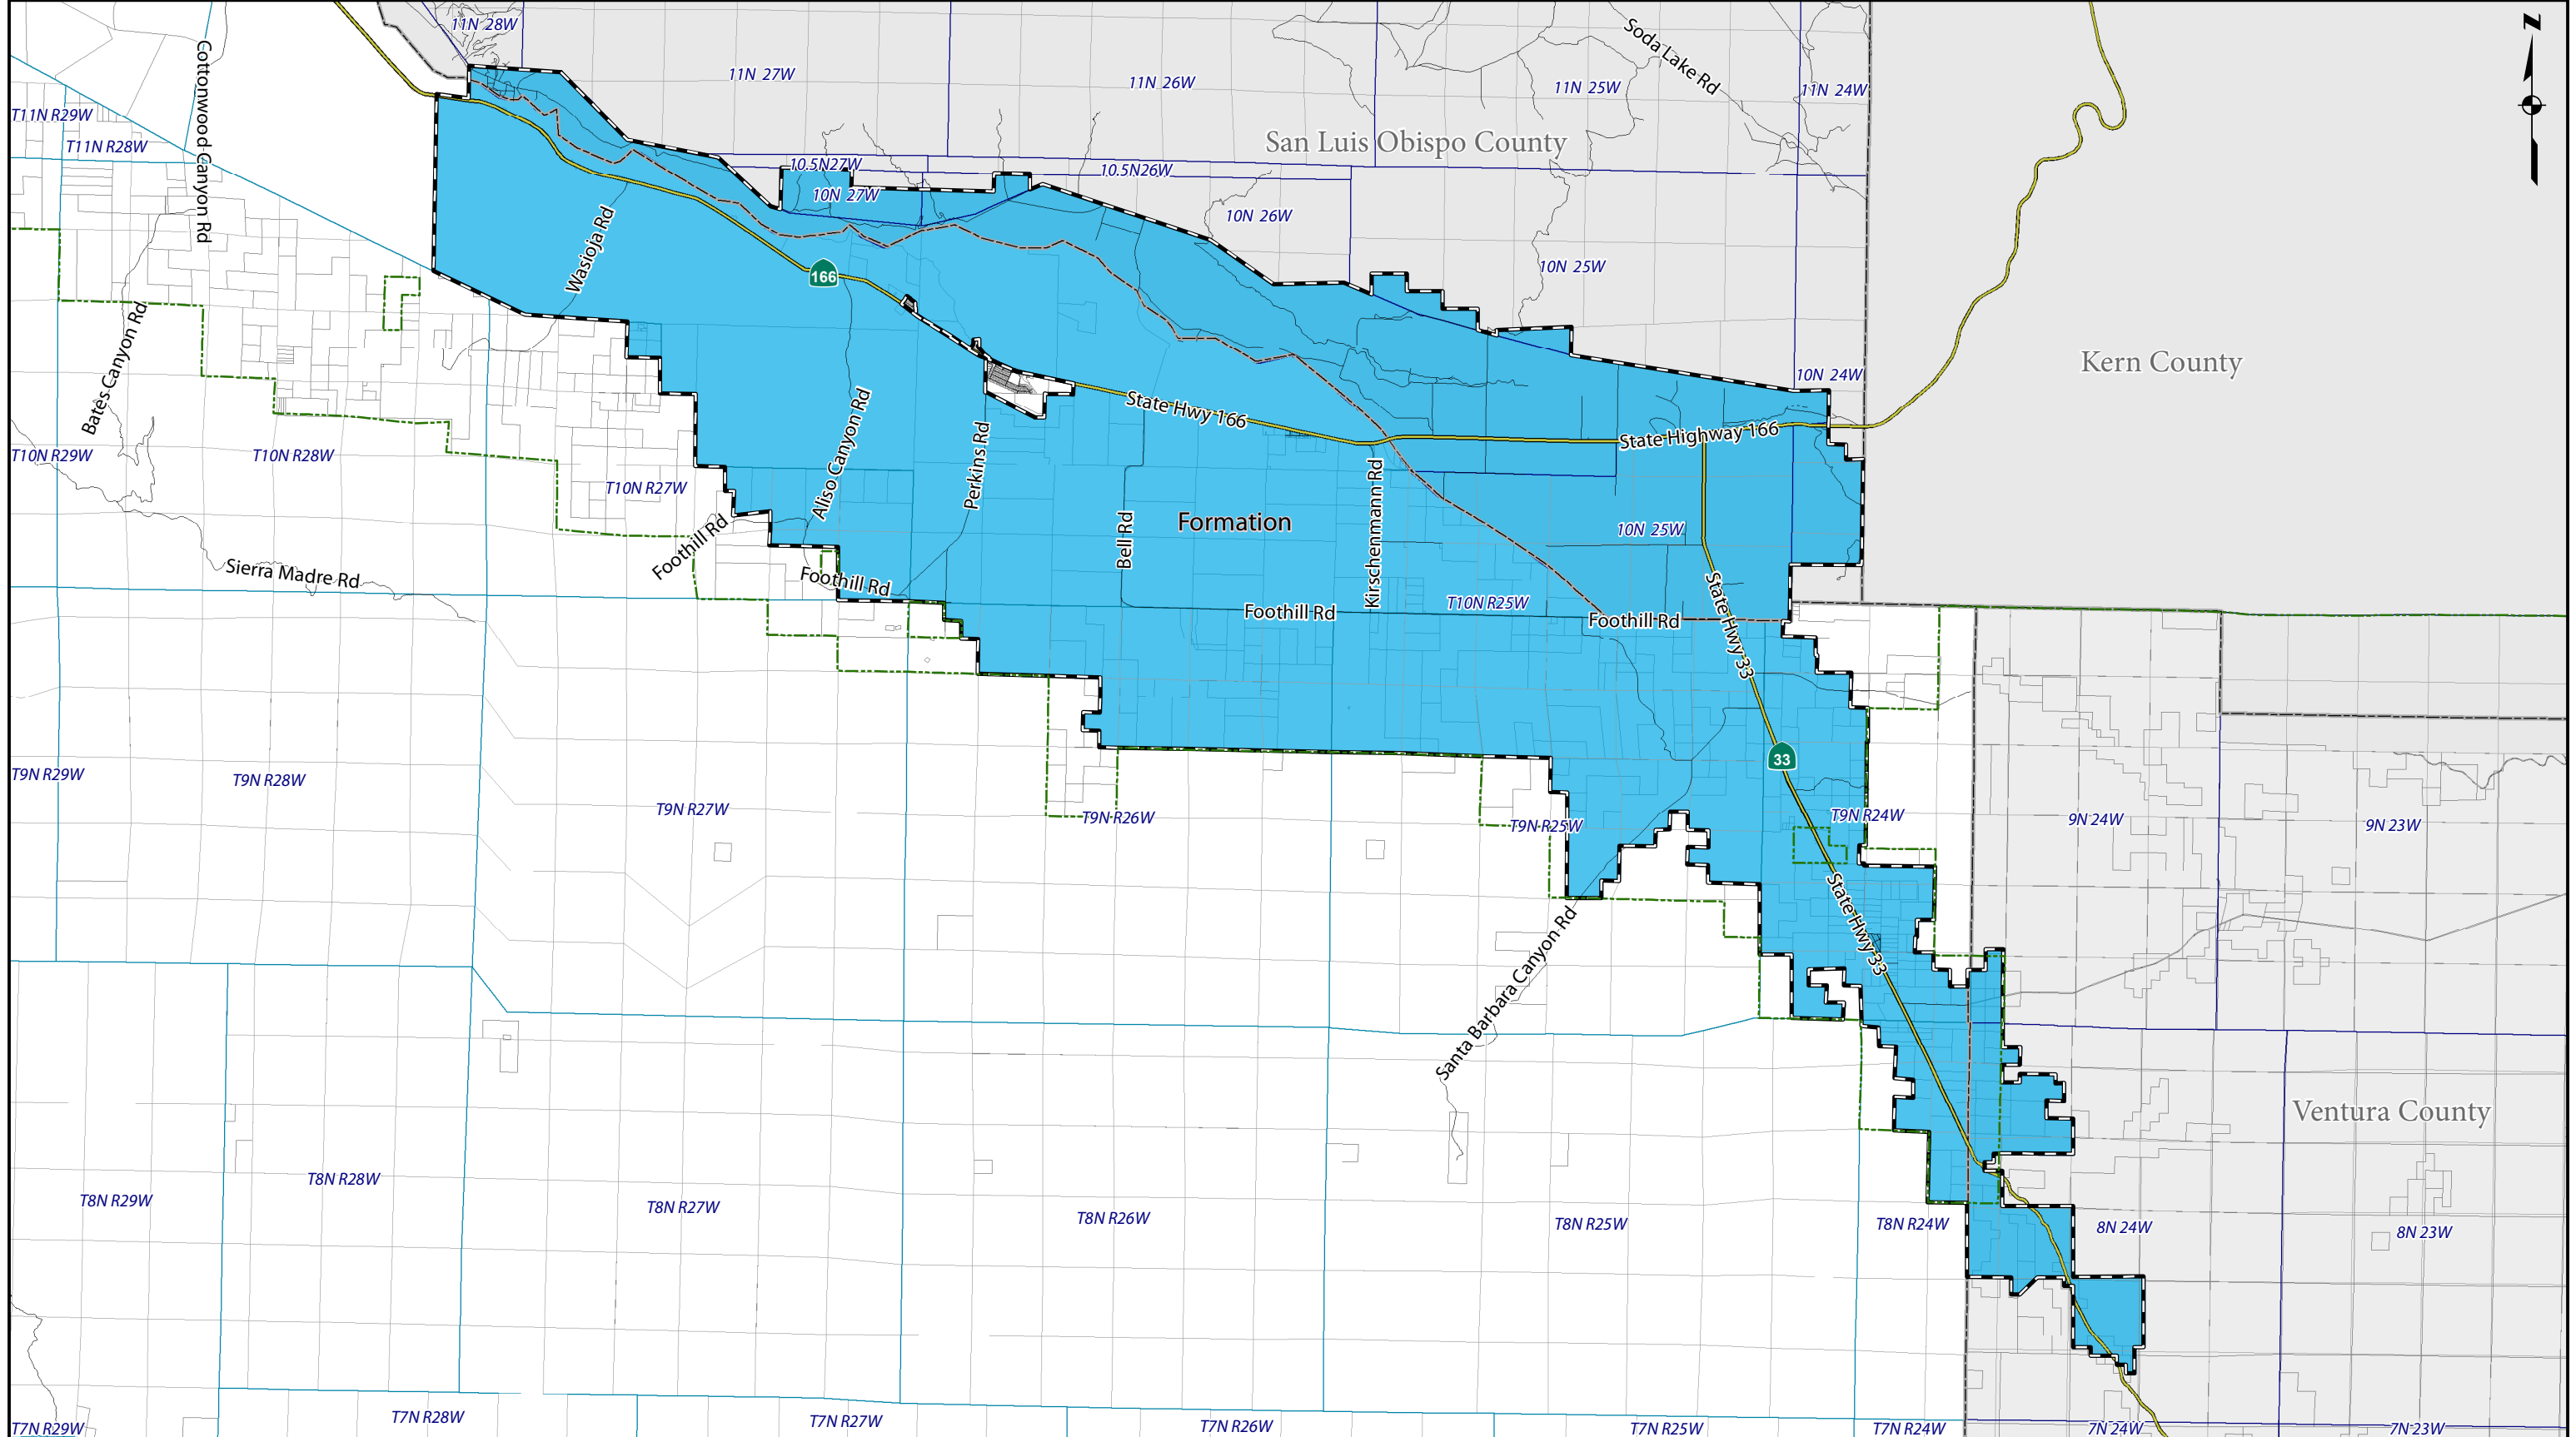 11N 28W
N
Cottonwood Canyon Rd
Soda Lake Rd
11N 27W
11N 26W
11N 25W
11N 24W
T11N R29W
T11N R28W
San Luis Obispo County
10.5N27W
10.5N26W
10N 27W
10N 26W
Wasioja Rd
166
10N 25W
Kern County
Bates Canyon Rd
10N 24W
State Hwy 166
State Highway 166
Aliso Canyon Rd
Perkins Rd
T10N R29W
T10N R28W
T10N R27W
Kirschenmann Rd
Formation
Bell Rd
10N 25W
Foothill Rd
Sierra Madre Rd
Foothill Rd
Foothill Rd
T10N R25W
Foothill Rd
State Hwy 33
33
T9N R29W
T9N R28W
T9N R27W
T9N R26W
T9N R25W
T9N R24W
9N 24W
9N 23W
State Hwy 33
Santa Barbara Canyon Rd
Ventura County
T8N R29W
T8N R28W
T8N R27W
T8N R26W
T8N R25W
T8N R24W
8N 24W
8N 23W
T7N R29W
T7N R28W
T7N R27W
T7N R26W
T7N R25W
T7N R24W
7N 24W
7N 23W